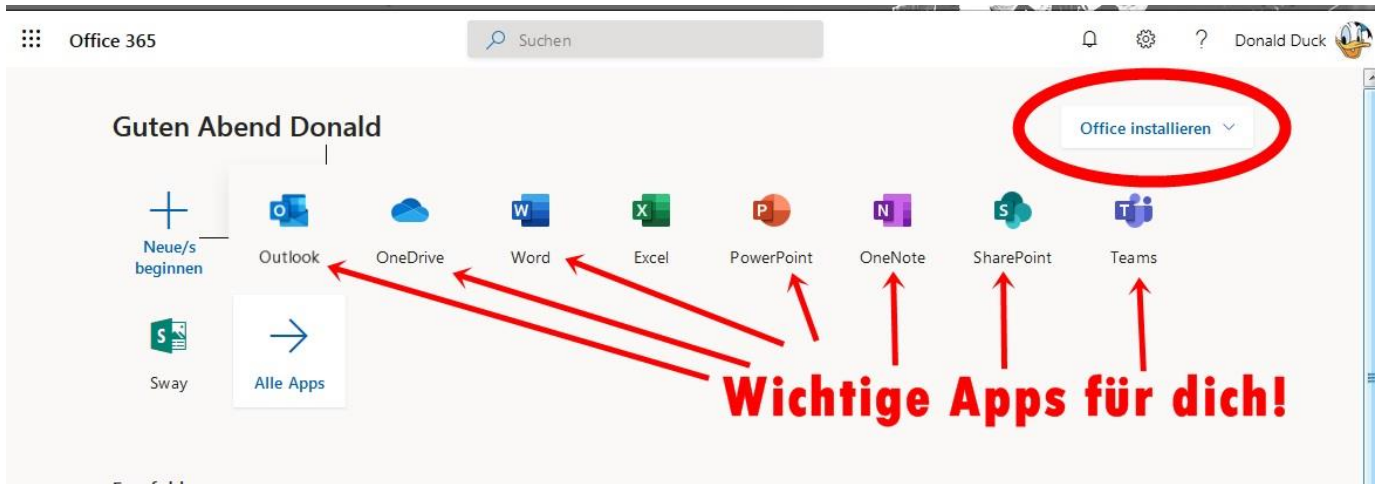 Office 365
Suchen
? Donald Duck
Guten Abend Donald
Office installieren
Neue/s
beginnen
Outlook
OneDrive
Word
Excel
PowerPoint
OneNote
SharePoint
Teams
Sway
Alle Apps
Wichtige Apps für dich!